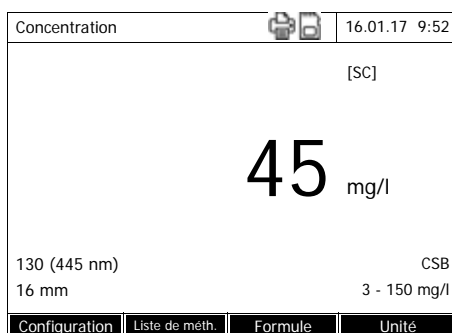 Concentration 16.01.17 9:52
[SC]
45 mg/l
130 (445 nm) CSB
16 mm 3 - 150 mg/l
Configuration Liste de méth. Formule Unité